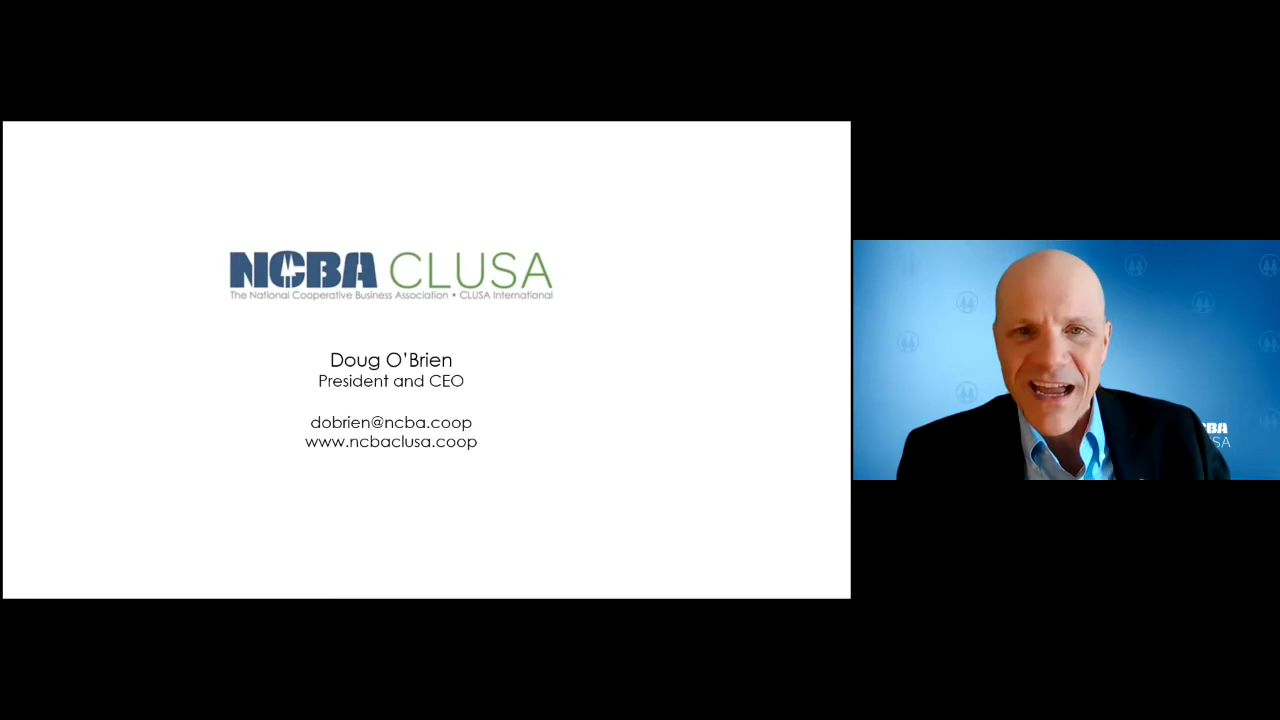 NCBA CLUSA
The National Cooperative Business Association • CLUSA International
Doug O’Brien
President and CEO
dobrien@ncba.coop
www.ncbaclusa.coop